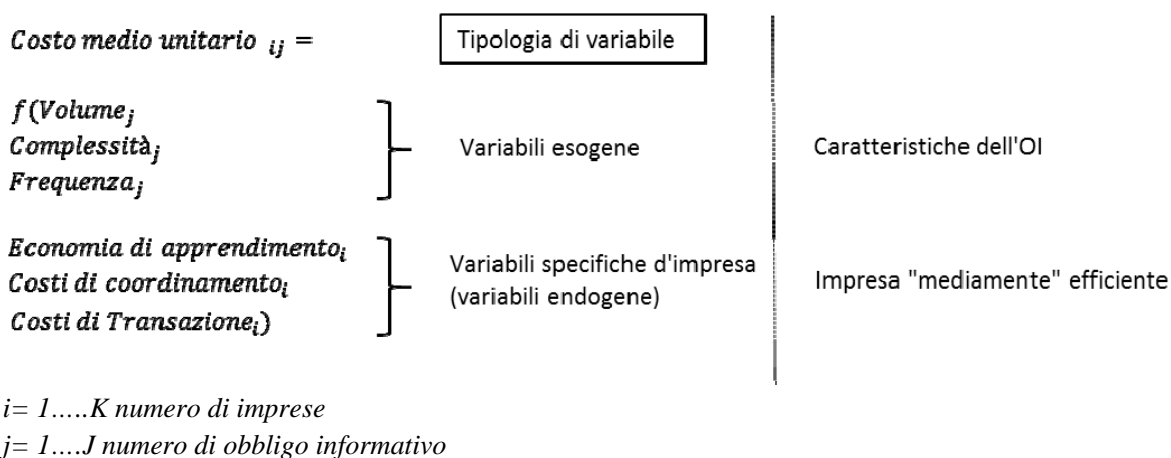 Costo medio unitario ij = Tipologia di variabile
f(Volumej
Complessitàj Variabili esogene Caratteristiche dell'OI
Frequenzaj
Economia di apprendimentoi
Costi di coordinamentoi Variabili specifiche d'impresa Impresa "mediamente" efficiente
(variabili endogene)
Costi di Transazionei)
i= 1.....K numero di imprese
j= 1....J numero di obbligo informativo